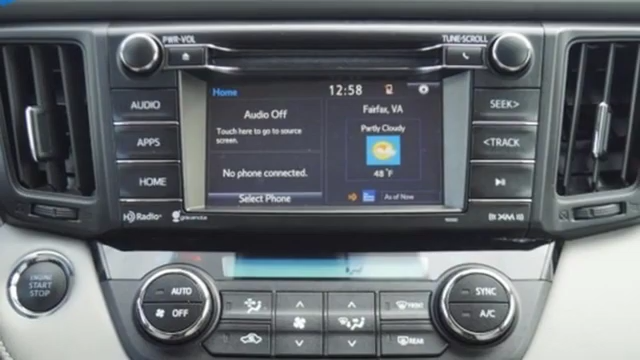 PWR·VOL
TUNE·SCROLL
Home
12:58
AUDIO
Audio Off
Fairfax, VA
SEEK>
Touch here to go to source
screen.
Partly Cloudy
APPS
<TRACK
No phone connected.
48 °F
HOME
Select Phone
As of Now
HD Radio
gracenote
ENGINE
START
STOP
AUTO
OFF
FRONT
REAR
SYNC
A/C